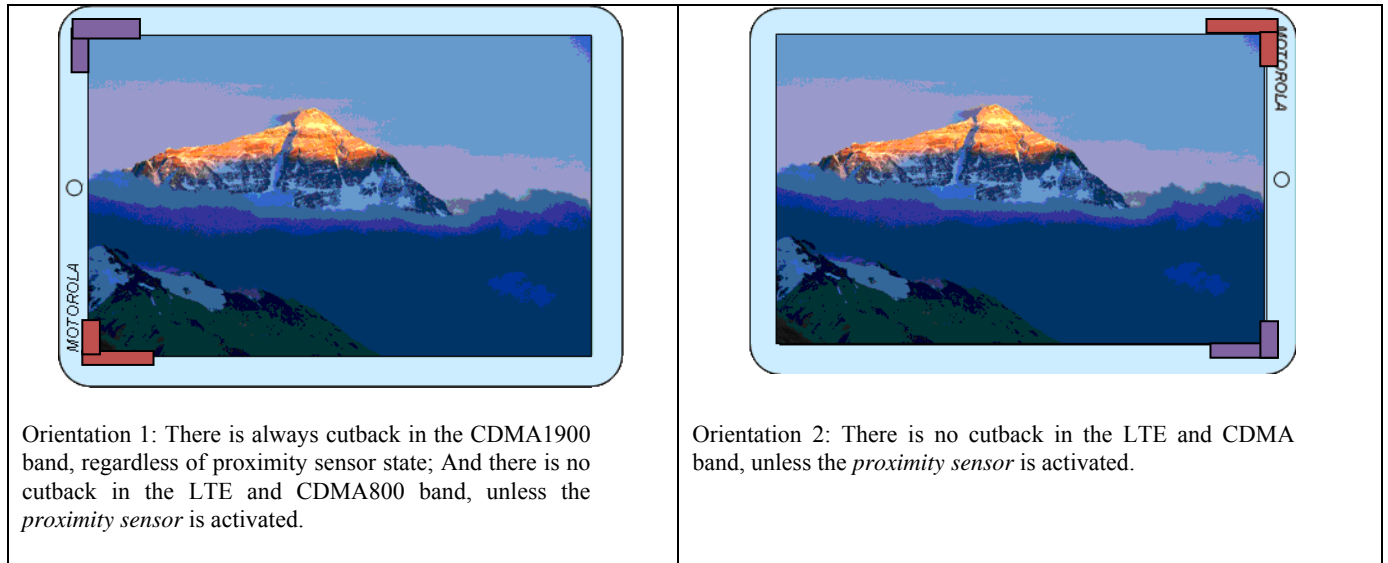 MOTOROLA
Orientation 1: There is always cutback in the CDMA1900
band, regardless of proximity sensor state; And there is no
cutback in the LTE and CDMA800 band, unless the
proximity sensor is activated.
MOTOROLA
Orientation 2: There is no cutback in the LTE and CDMA
band, unless the proximity sensor is activated.